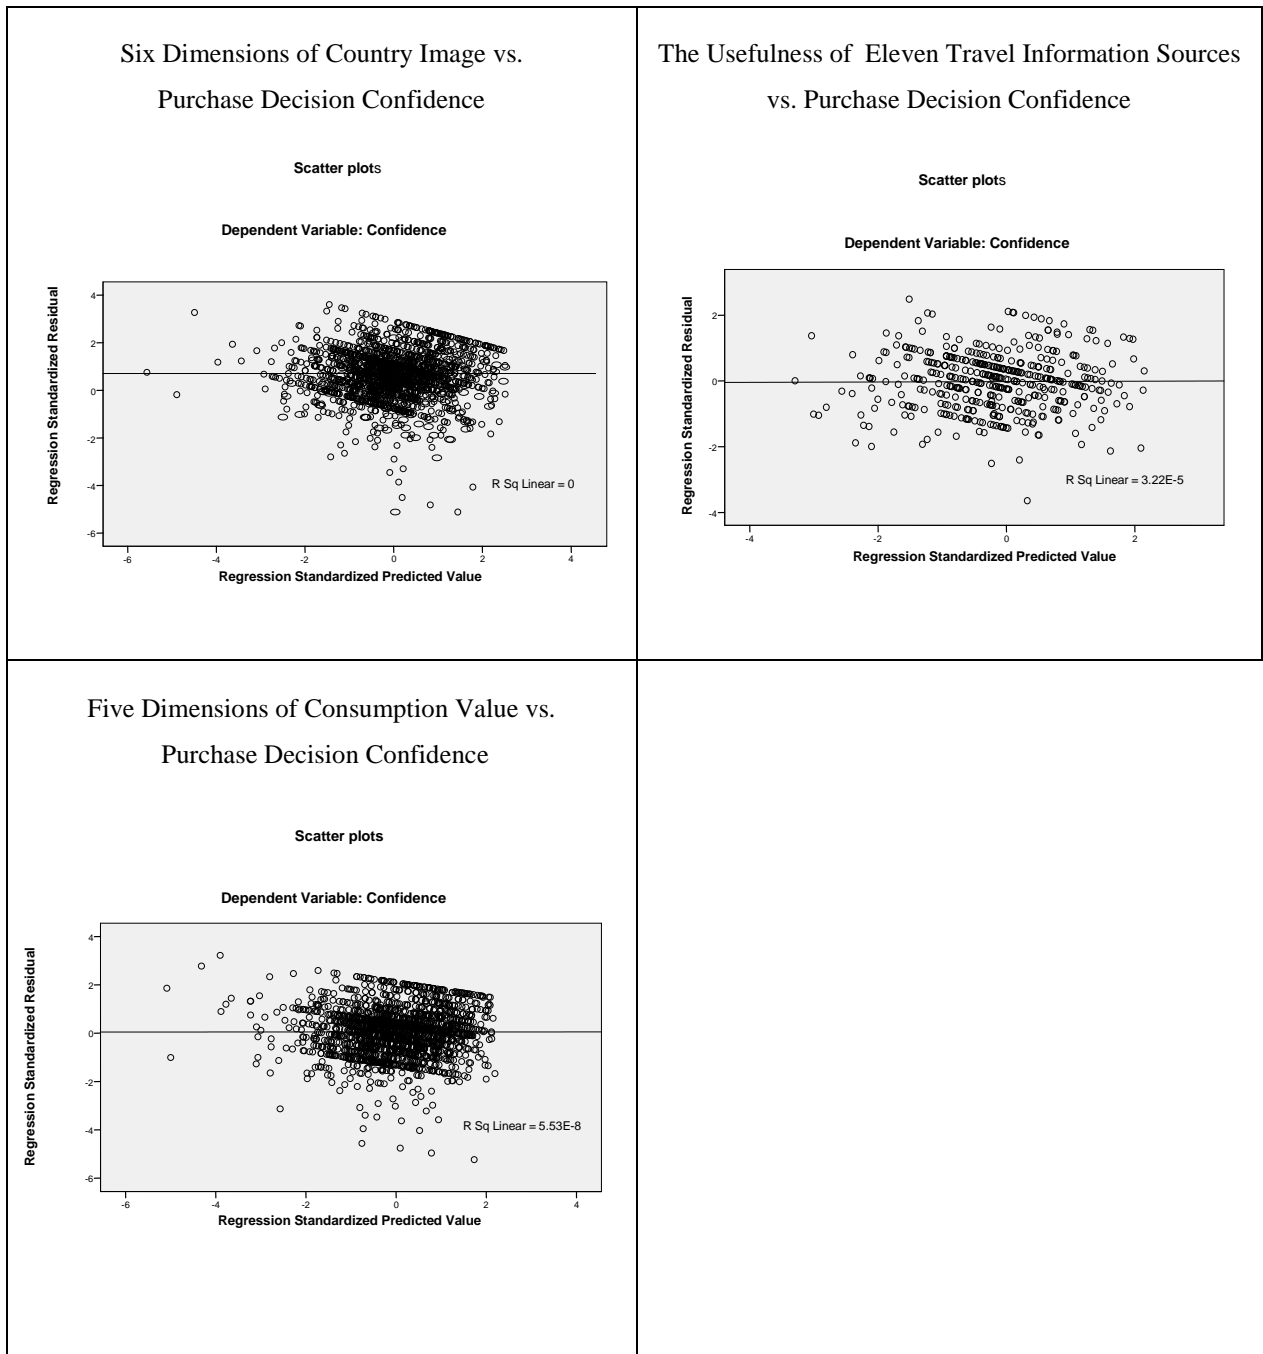 Six Dimensions of Country Image vs.
Purchase Decision Confidence
Scatter plots
Dependent Variable: Confidence
Regression Standardized Residual
4
2
0
-2
-4
-6
R Sq Linear = 0
-6 -4 -2 0 2 4
Regression Standardized Predicted Value
The Usefulness of Eleven Travel Information Sources
vs. Purchase Decision Confidence
Scatter plots
Dependent Variable: Confidence
Regression Standardized Residual
2
0
-2
-4
R Sq Linear = 3.22E-5
-4 -2 0 2
Regression Standardized Predicted Value
Five Dimensions of Consumption Value vs.
Purchase Decision Confidence
Scatter plots
Dependent Variable: Confidence
Regression Standardized Residual
4
2
0
-2
-4
-6
R Sq Linear = 5.53E-8
-6 -4 -2 0 2 4
Regression Standardized Predicted Value